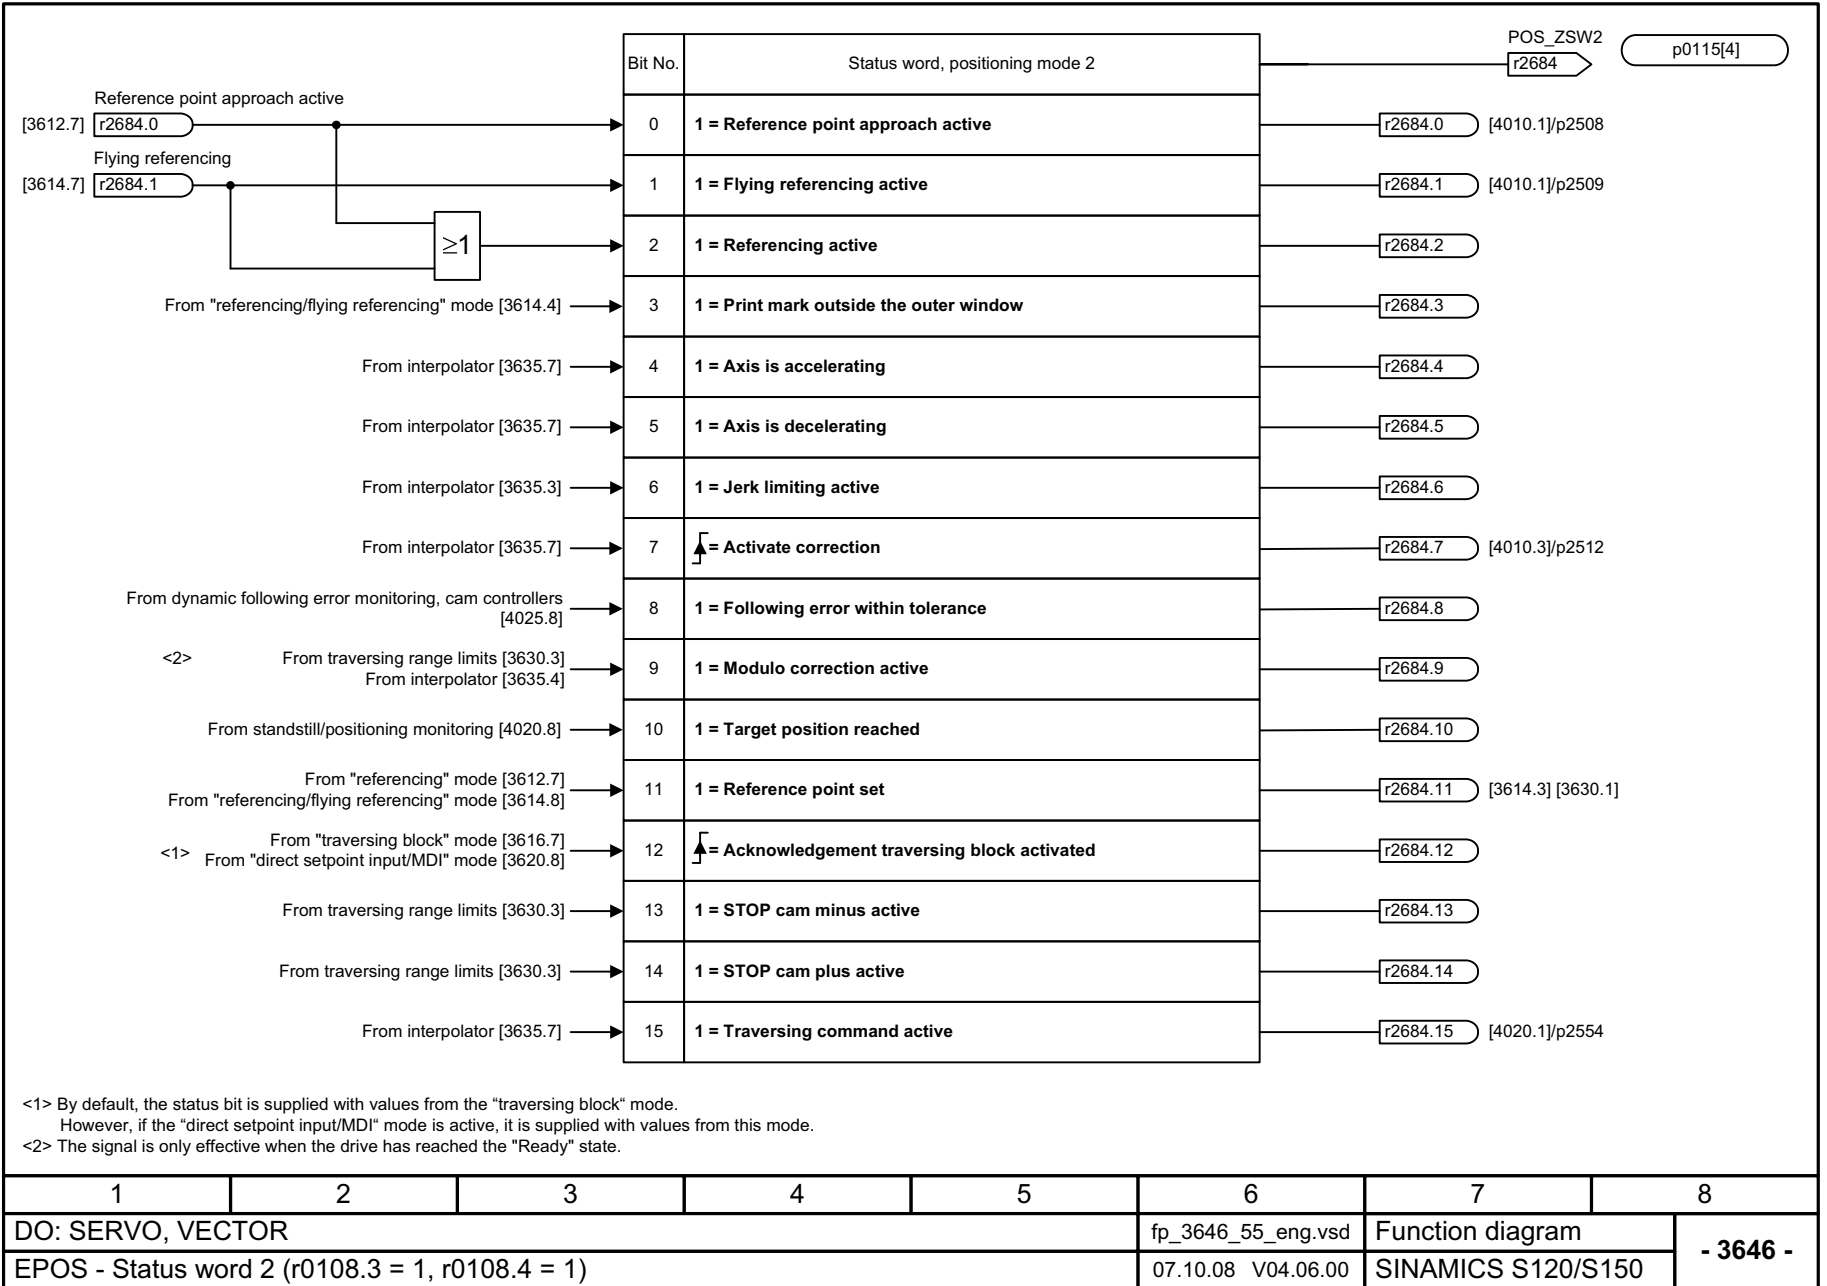 Bit No. Status word, positioning mode 2 POS_ZSW2
r2684 p0115[4]
Reference point approach active
[3612.7] r2684.0 0 1 = Reference point approach active r2684.0 [4010.1]/p2508
Flying referencing
[3614.7] r2684.1 1 1 = Flying referencing active r2684.1 [4010.1]/p2509
≥1 2 1 = Referencing active r2684.2
From "referencing/flying referencing" mode [3614.4] 3 1 = Print mark outside the outer window r2684.3
From interpolator [3635.7] 4 1 = Axis is accelerating r2684.4
From interpolator [3635.7] 5 1 = Axis is decelerating r2684.5
From interpolator [3635.3] 6 1 = Jerk limiting active r2684.6
From interpolator [3635.7] 7 = Activate correction r2684.7 [4010.3]/p2512
From dynamic following error monitoring, cam controllers
[4025.8] 8 1 = Following error within tolerance r2684.8
<2> From traversing range limits [3630.3]
From interpolator [3635.4] 9 1 = Modulo correction active r2684.9
From standstill/positioning monitoring [4020.8] 10 1 = Target position reached r2684.10
From "referencing" mode [3612.7]
From "referencing/flying referencing" mode [3614.8] 11 1 = Reference point set r2684.11 [3614.3] [3630.1]
From "traversing block" mode [3616.7]
<1> From "direct setpoint input/MDI" mode [3620.8] 12 = Acknowledgement traversing block activated r2684.12
From traversing range limits [3630.3] 13 1 = STOP cam minus active r2684.13
From traversing range limits [3630.3] 14 1 = STOP cam plus active r2684.14
From interpolator [3635.7] 15 1 = Traversing command active r2684.15 [4020.1]/p2554
<1> By default, the status bit is supplied with values from the “traversing block“ mode.
However, if the “direct setpoint input/MDI“ mode is active, it is supplied with values from this mode.
<2> The signal is only effective when the drive has reached the "Ready" state.
1 2 3 4 5 6 7 8
DO: SERVO, VECTOR fp_3646_55_eng.vsd Function diagram
- 3646 -
EPOS - Status word 2 (r0108.3 = 1, r0108.4 = 1) 07.10.08 V04.06.00 SINAMICS S120/S150